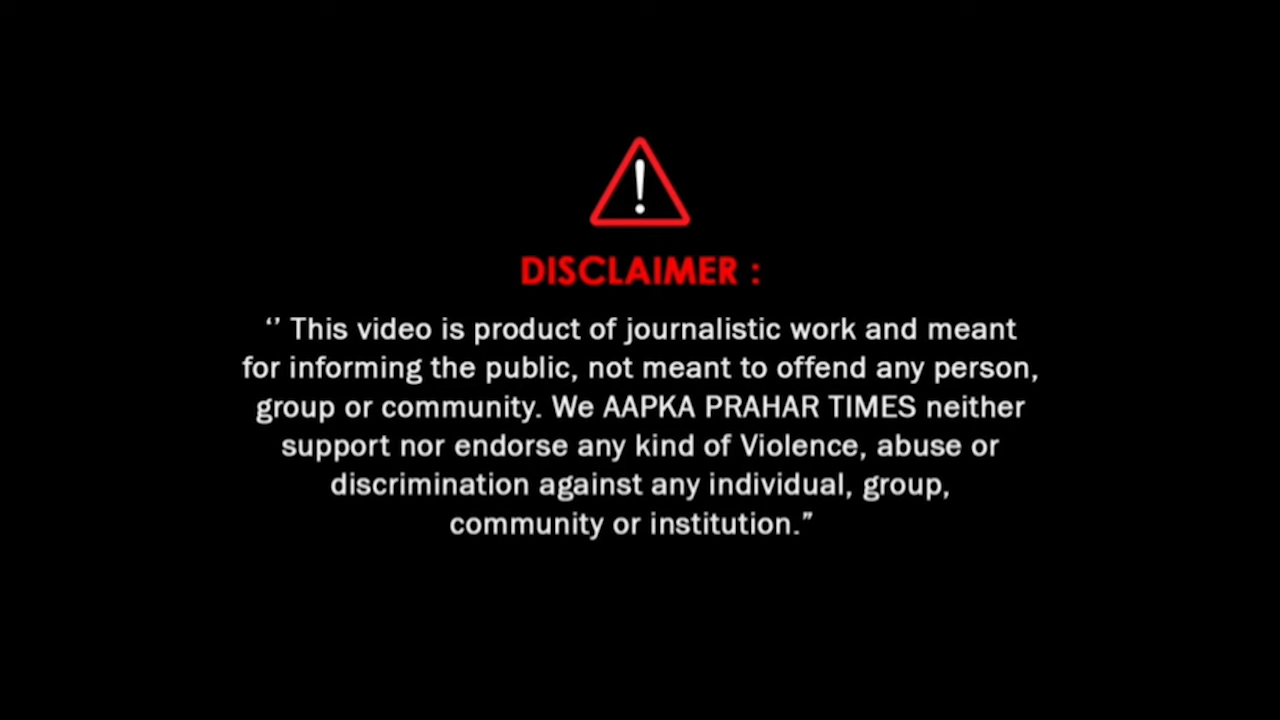 DISCLAIMER :
‘’ This video is product of journalistic work and meant
for informing the public, not meant to offend any person,
group or community. We AAPKA PRAHAR TIMES neither
support nor endorse any kind of Violence, abuse or
discrimination against any individual, group,
community or institution.”